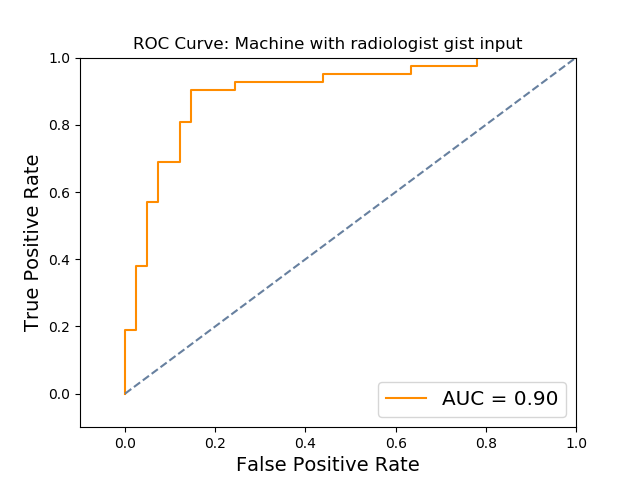 ROC Curve: Machine with radiologist gist input
1.0
0.8
0.6
0.4
0.2
0.0
True Positive Rate
AUC = 0.90
0.0 0.2 0.4 0.6 0.8 1.0
False Positive Rate